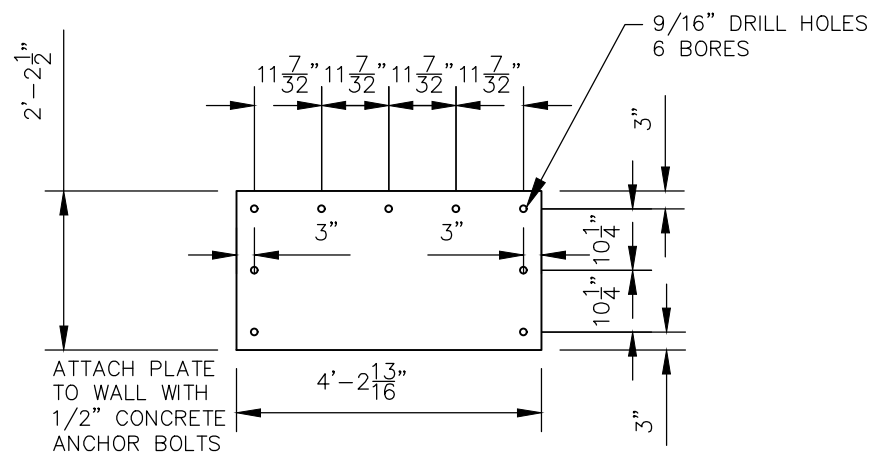 9/16” DRILL HOLES
6 BORES
2’-2 1/2”
11 7/32” 11 7/32” 11 7/32” 11 7/32”
3”
3” 3”
10 1/4”
10 1/4”
3”
4’-2 13/16”
ATTACH PLATE
TO WALL WITH
1/2” CONCRETE
ANCHOR BOLTS